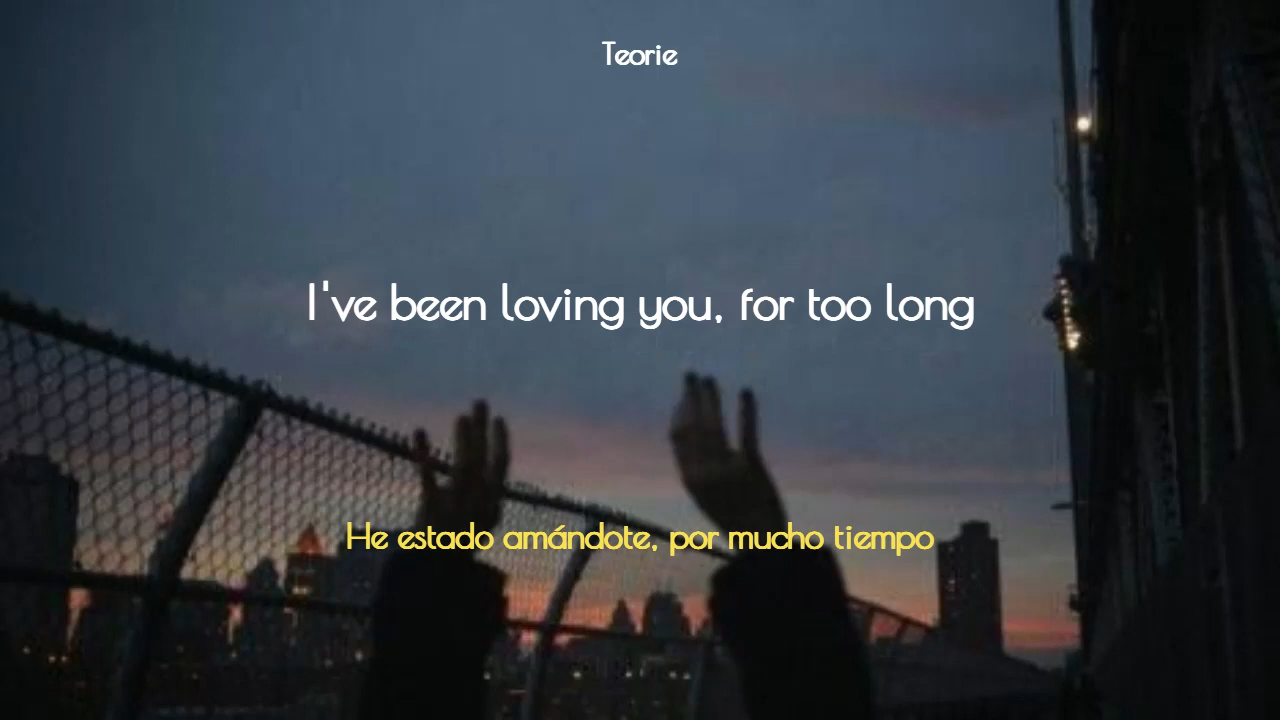 Teorie
I've been loving you, for too long
He estado amándote, por mucho tiempo